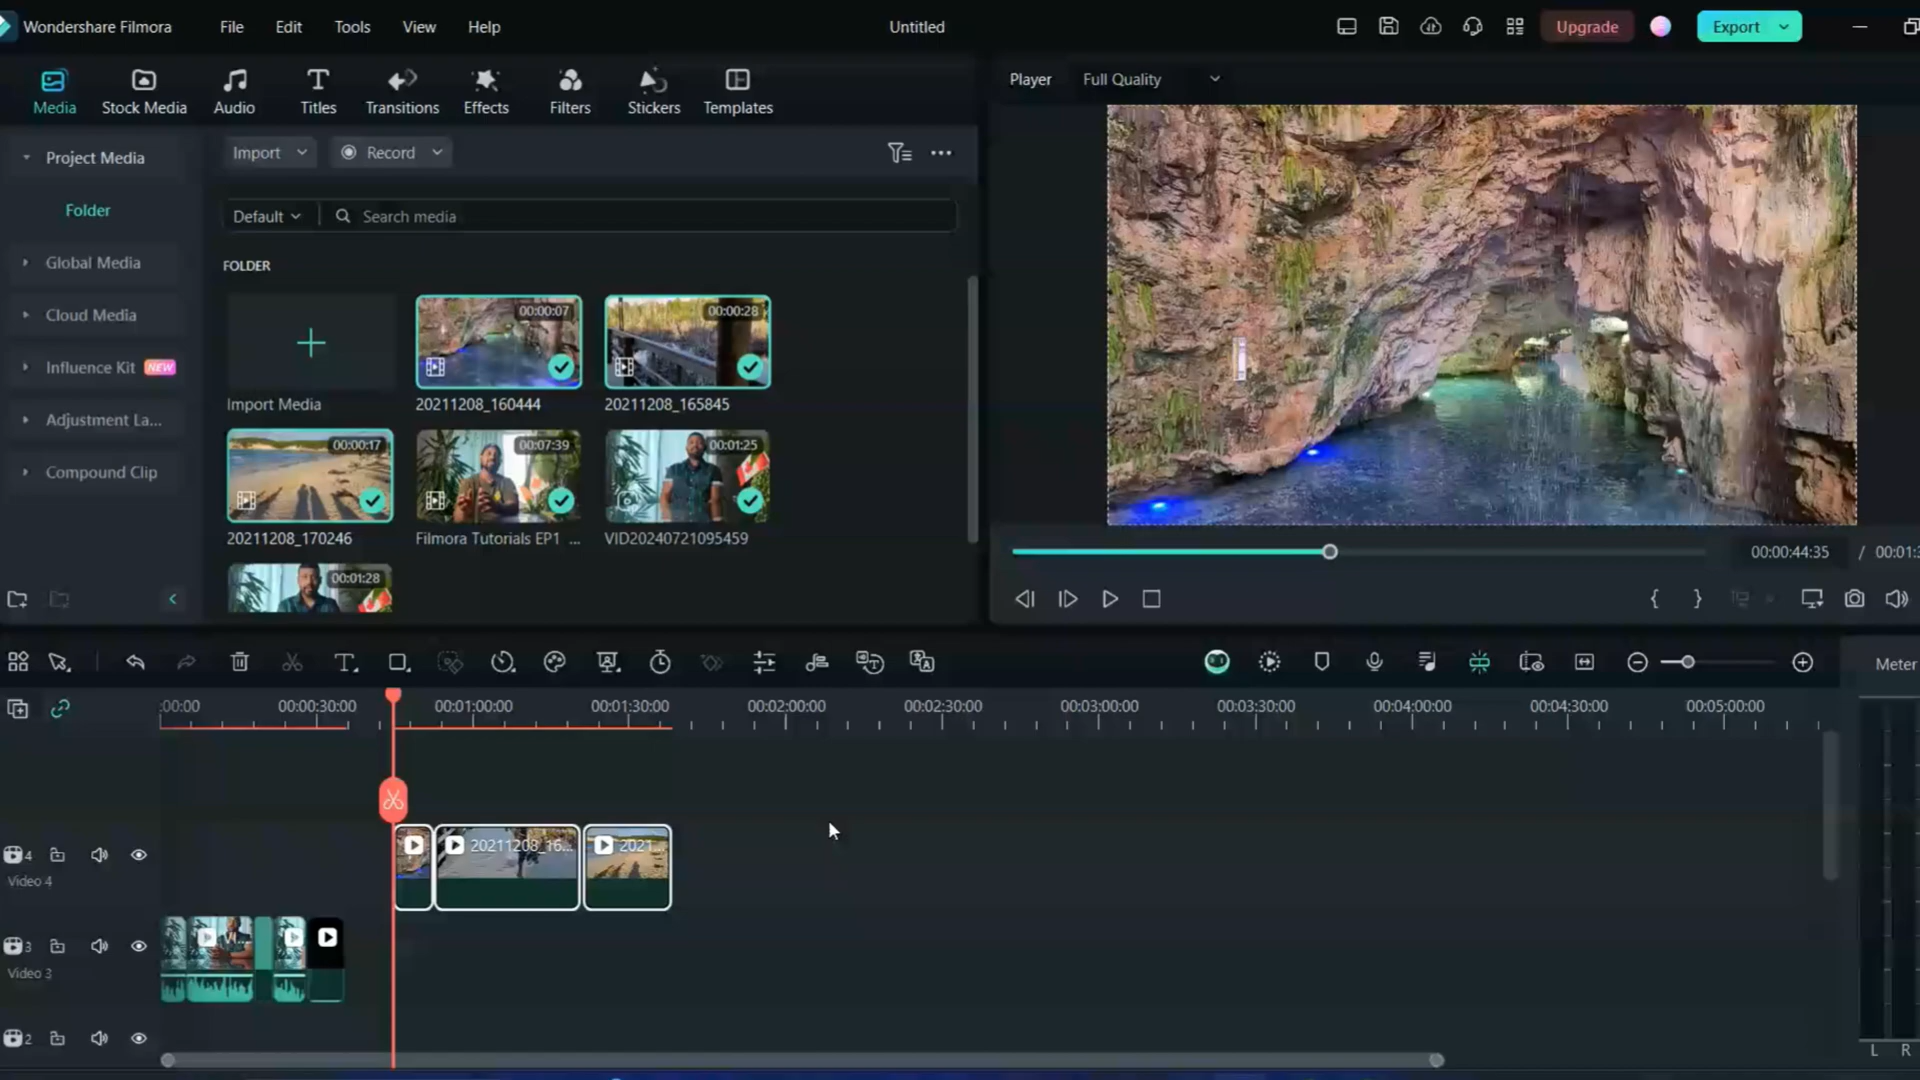 Wondershare Filmora File Edit Tools View Help Untitled Upgrade Export
Media Stock Media Audio Titles Transitions Effects Filters Stickers Templates
Player Full Quality
Project Media
Import Record
Folder
Default Search media
Global Media
FOLDER
Cloud Media
00:00:07 00:00:28
Influence Kit NEW
Import Media 20211208_160444 20211208_165845
Adjustment La...
00:00:17 00:07:39 00:01:25
Compound Clip
20211208_170246 Filmora Tutorials EP1 ... VID20240721095459
00:01:28
00:00:44:35 / 00:01:3
Meter
:00:00 00:00:30:00 00:01:00:00 00:01:30:00 00:02:00:00 00:02:30:00 00:03:00:00 00:03:30:00 00:04:00:00 00:04:30:00 00:05:00:00
20211208_16... 2021...
4
Video 4
3
Video 3
2
L R